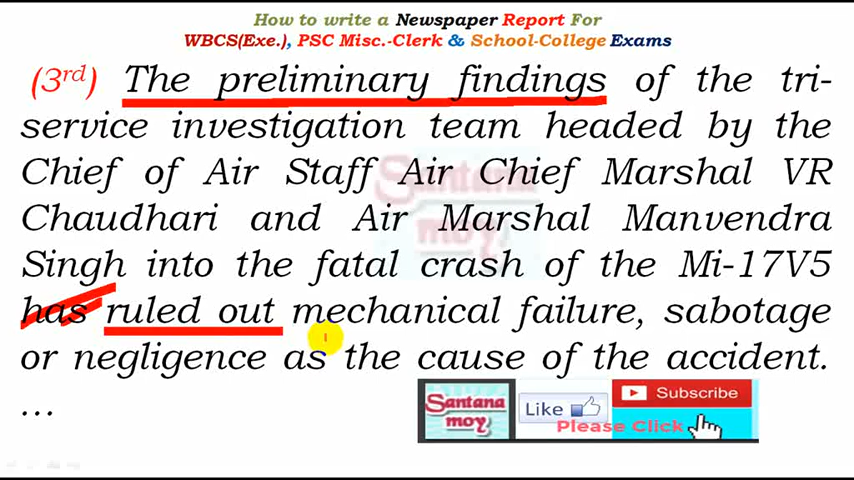 How to write a Newspaper Report For
WBCS(Exe.), PSC Misc.-Clerk & School-College Exams
(3rd) The preliminary findings of the tri-
service investigation team headed by the
Chief of Air Staff Air Chief Marshal VR
Chaudhari and Air Marshal Manvendra
Singh into the fatal crash of the Mi-17V5
has ruled out mechanical failure, sabotage
or negligence as the cause of the accident.
...
Santana
moy
Santana
moy
Like
Subscribe
Please Click